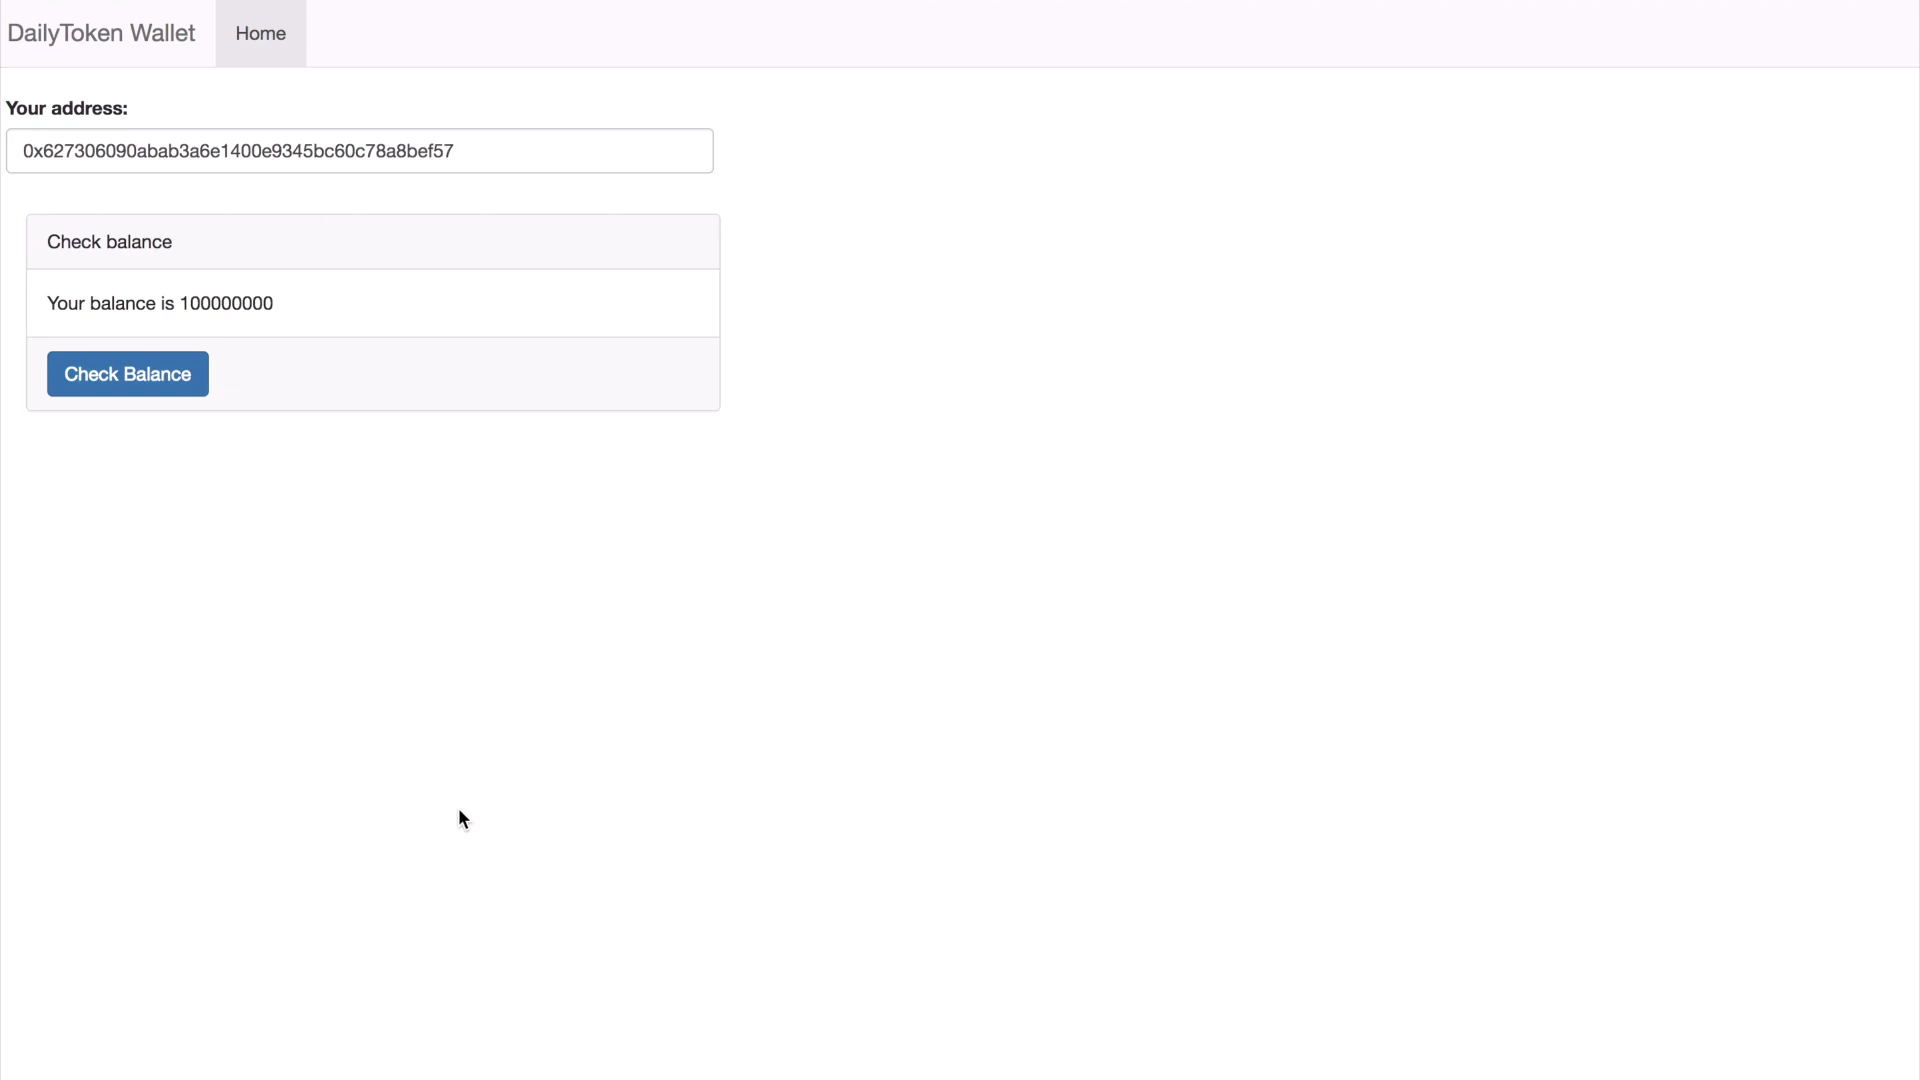 DailyToken Wallet Home
Your address:
0x627306090abab3a6e1400e9345bc60c78a8bef57
Check balance
Your balance is 100000000
Check Balance